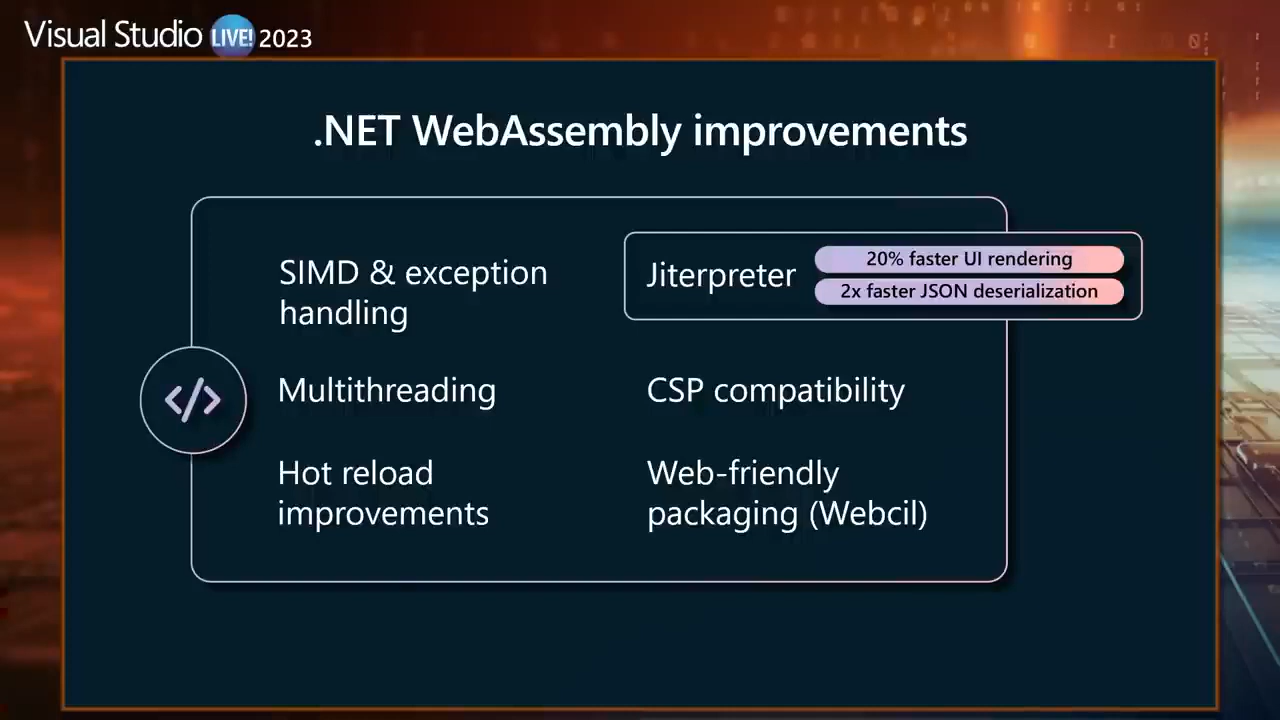 Visual Studio LIVE! 2023
.NET WebAssembly improvements
SIMD & exception
handling
Jiterpreter
20% faster UI rendering
2x faster JSON deserialization
</>
Multithreading
CSP compatibility
Hot reload
improvements
Web-friendly
packaging (Webcil)